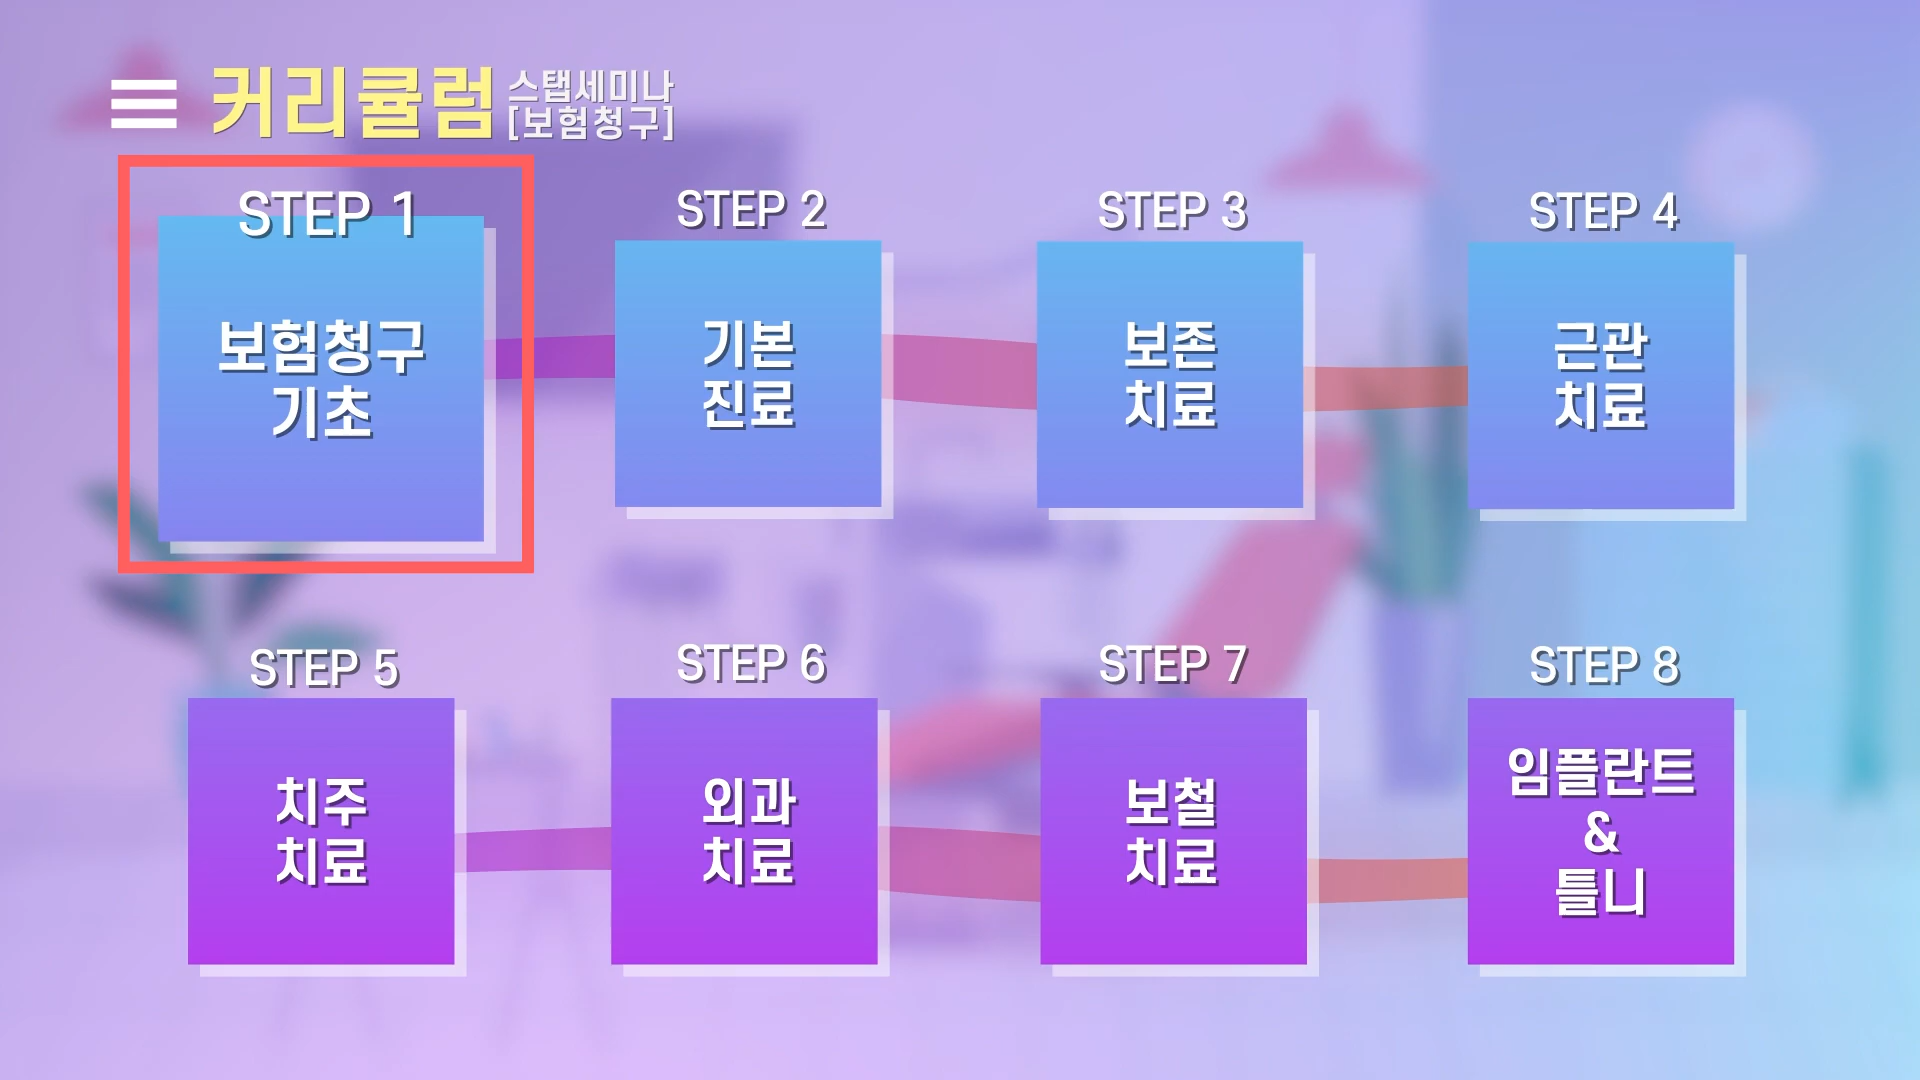 커리큘럼
스탭세미나
[보험청구]
STEP 1
보험청구
기초
STEP 2
기본
진료
STEP 3
보존
치료
STEP 4
근관
치료
STEP 5
치주
치료
STEP 6
외과
치료
STEP 7
보철
치료
STEP 8
임플란트
&
틀니